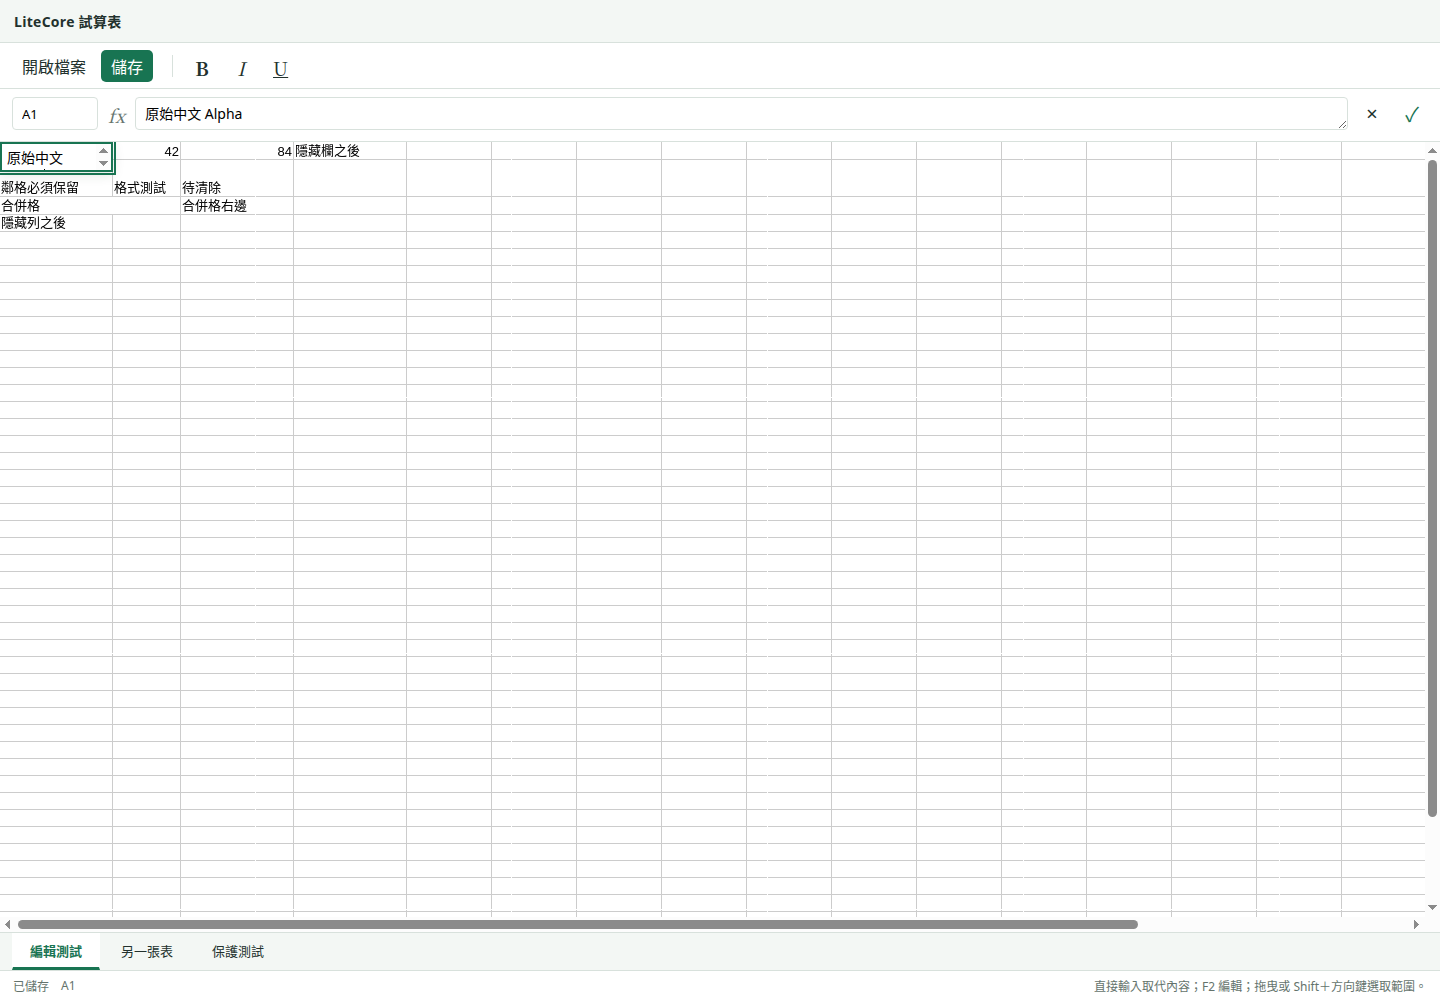 LiteCore 試算表
開啟檔案 儲存 B I U
A1 fx 原始中文 Alpha × ✓
原始中文 42 84 隱藏欄之後
鄰格必須保留 格式測試 待清除
合併格 合併格右邊
隱藏列之後
編輯測試 另一張表 保護測試
已儲存 A1 直接輸入取代內容；F2 編輯；拖曳或 Shift＋方向鍵選取範圍。